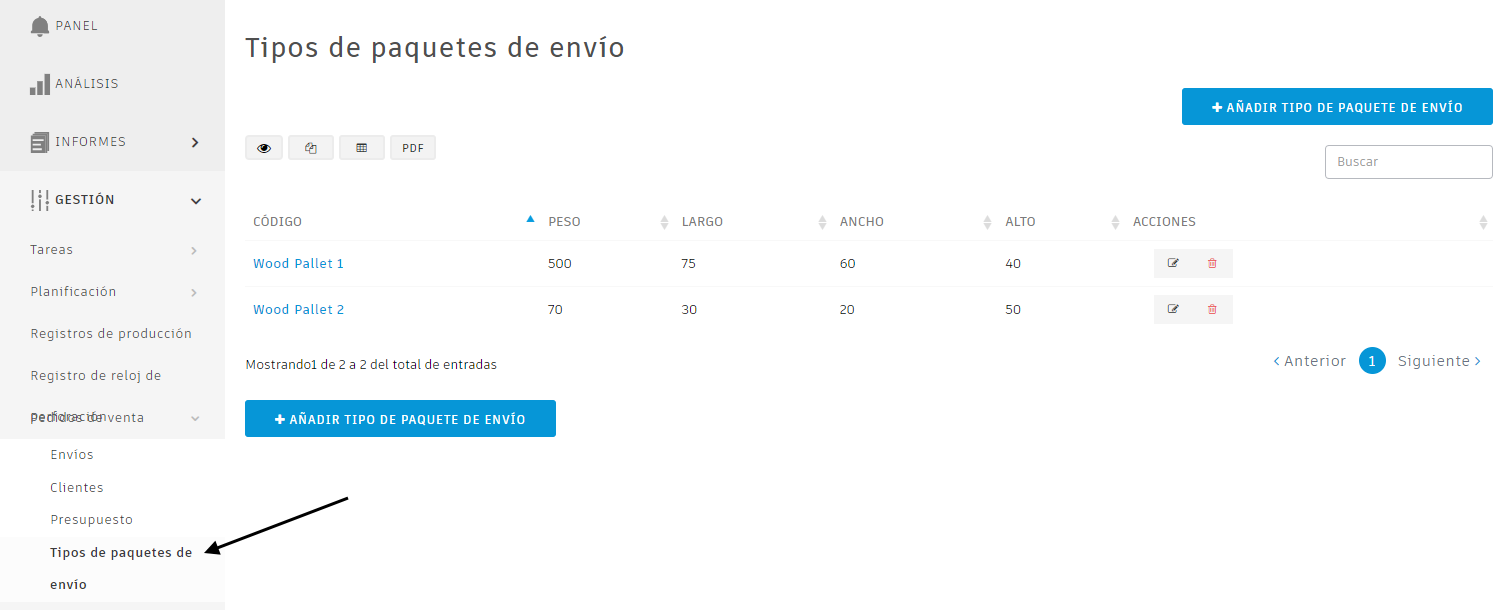 PANEL
ANÁLISIS
INFORMES
GESTIÓN
Tareas
Planificación
Registros de producción
Registro de reloj de
perforación
Pedidos de venta
Envíos
Clientes
Presupuesto
Tipos de paquetes de
envío
Tipos de paquetes de envío
AÑADIR TIPO DE PAQUETE DE ENVÍO
PDF
Buscar
CÓDIGO PESO LARGO ANCHO ALTO ACCIONES
Wood Pallet 1 500 75 60 40
Wood Pallet 2 70 30 20 50
Mostrando1 de 2 a 2 del total de entradas
Anterior 1 Siguiente
AÑADIR TIPO DE PAQUETE DE ENVÍO